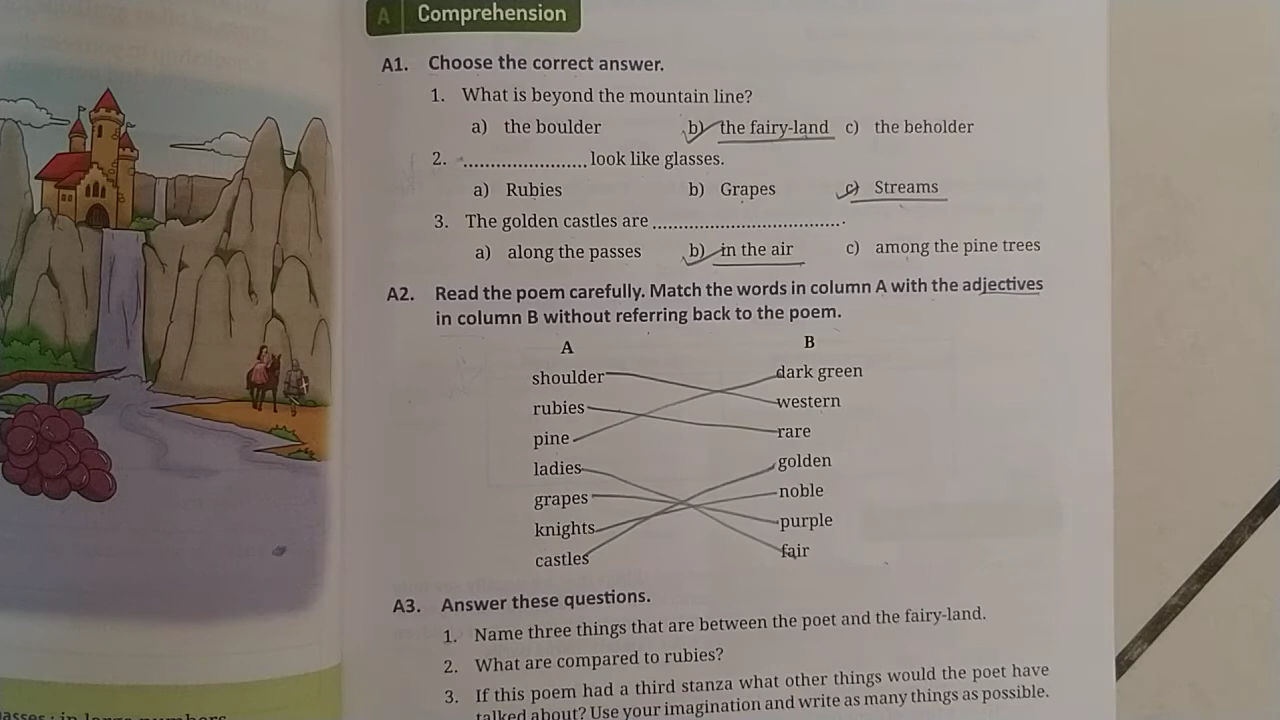 A Comprehension
A1. Choose the correct answer.
1. What is beyond the mountain line?
a) the boulder b) the fairy-land c) the beholder
2. ...................... look like glasses.
a) Rubies b) Grapes c) Streams
3. The golden castles are ...................................
a) along the passes b) in the air c) among the pine trees
A2. Read the poem carefully. Match the words in column A with the adjectives
in column B without referring back to the poem.
A B
shoulder dark green
rubies western
pine rare
ladies golden
grapes noble
knights purple
castles fair
A3. Answer these questions.
1. Name three things that are between the poet and the fairy-land.
2. What are compared to rubies?
3. If this poem had a third stanza what other things would the poet have
talked about? Use your imagination and write as many things as possible.
: in large numbers